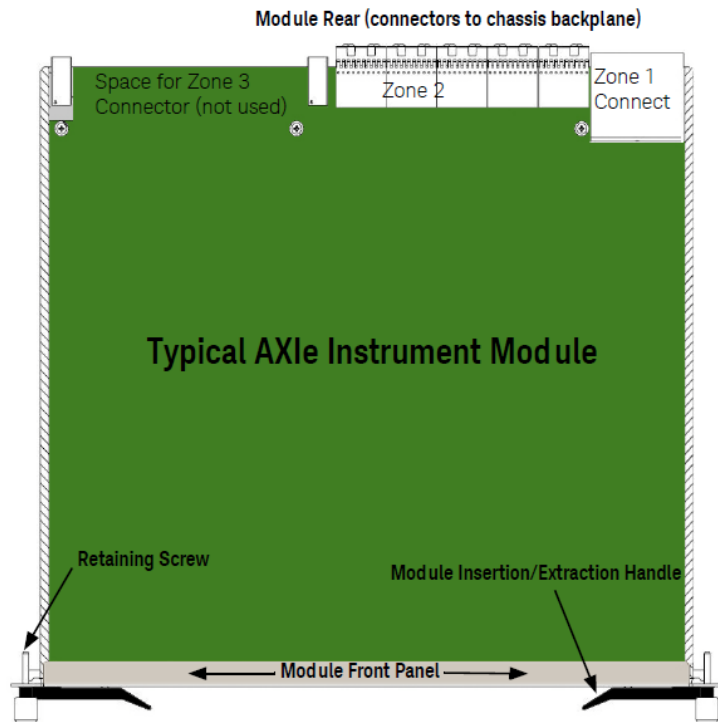 Module Rear (connectors to chassis backplane)
Space for Zone 3
Connector (not used)
Zone 2
Zone 1
Connect
Typical AXIe Instrument Module
Retaining Screw
Module Insertion/Extraction Handle
Module Front Panel